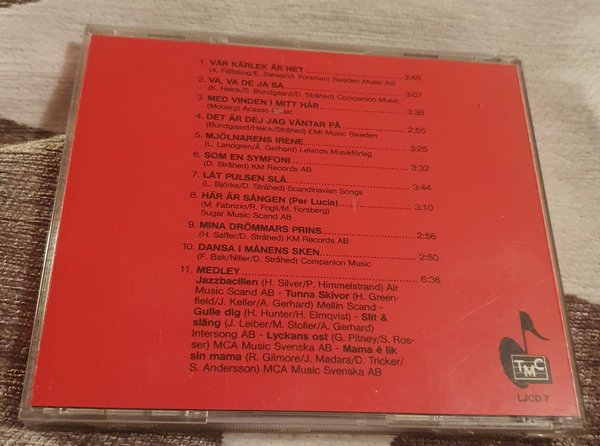 1. VÅR KÄRLEK ÄR HET 3:45
(A. Fältskog/E. Stewart/I. Forsman) Sweden Music AB
2. VA, VA DE JA SA 3:07
(K. Heick/S. Bundgaard/D. Stråhed) Companion Music
3. MED VINDEN I MITT HÅR 3:36
(Moberg) Acasso Music
4. DET ÄR DEJ JAG VÄNTAR PÅ 2:55
(Bundgaard/Heick/Stråhed) EMI Music Sweden
5. MJÖLNARENS IRENE 3:25
(L. Landgren/Å. Gerhard) Lelands Musikförlag
6. SOM EN SYMFONI 3:32
(D. Stråhed) KM Records AB
7. LÅT PULSEN SLÅ 3:44
(L. Björke/D. Stråhed) Scandinavian Songs
8. HÄR ÄR SÅNGEN (Per Lucia) 3:10
(M. Fabrizio/R. Fogli/M. Forsberg)
Sugar Music Scand AB
9. MINA DRÖMMARS PRINS 2:56
(H. Saffer/D. Stråhed) KM Records AB
10. DANSA I MÅNENS SKEN 2:50
(F. Bak/Niller/D. Stråhed) Companion Music
11. MEDLEY 6:36
Jazzbacillen (H. Silver/P. Himmelstrand) Air
Music Scand AB - Tunna Skivor (H. Green-
field/J. Keller/A. Gerhard) Mellin Scand -
Gulle dig (H. Hunter/H. Elmqvist) - Slit &
släng (J. Leiber/M. Stoller/A. Gerhard)
Intersong AB - Lyckans ost (G. Pitney/S. Ros-
ser) MCA Music Svenska AB - Mama é lik
sin mama (R. Gilmore/J. Madara/D. Tricker/
S. Andersson) MCA Music Svenska AB
TMC
LJCD 7